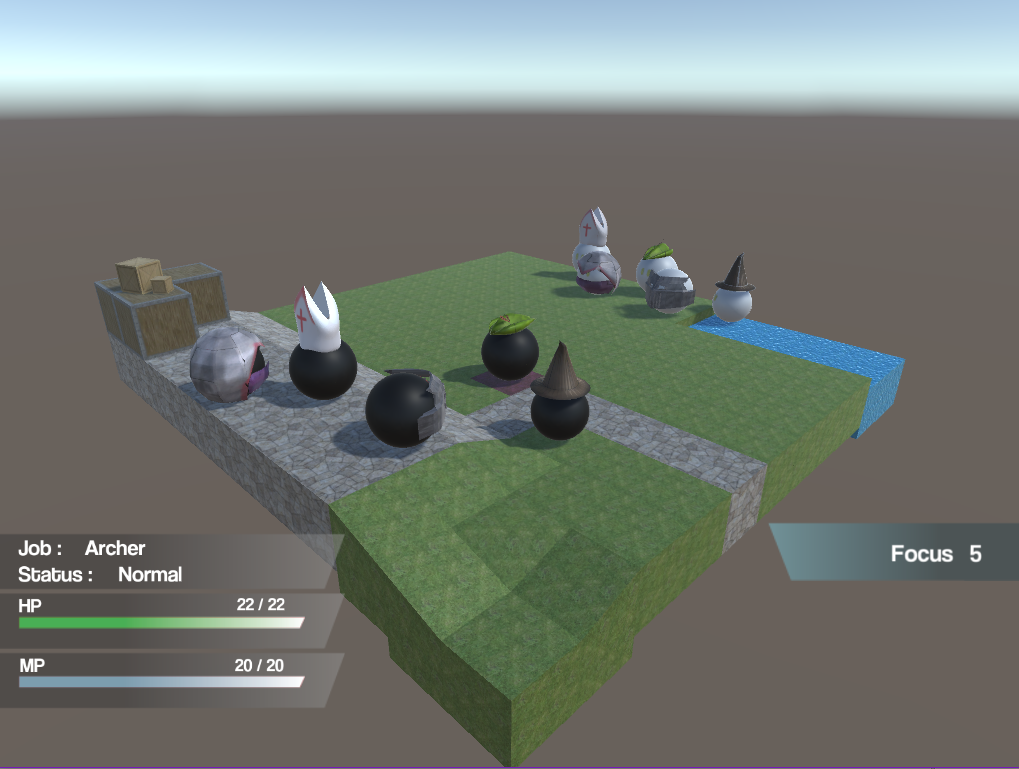 Job : Archer
Status : Normal
HP 22 / 22
MP 20 / 20
Focus 5